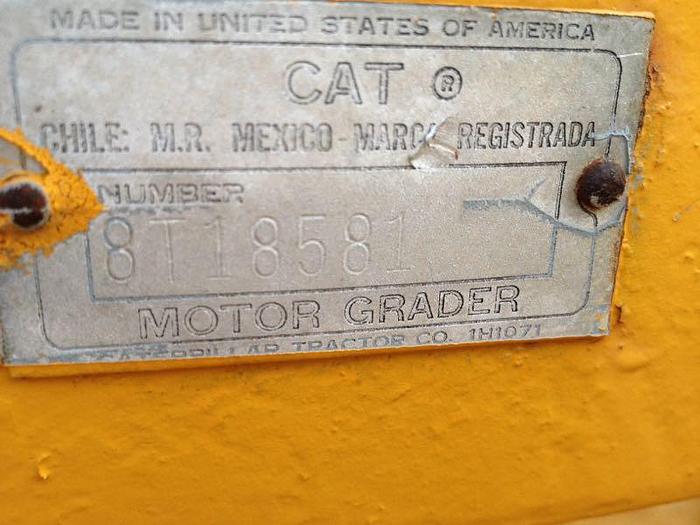 MADE IN UNITED STATES OF AMERICA
CAT ®
CHILE: M.R. MEXICO-MARCA REGISTRADA
NUMBER
8T18581
MOTOR GRADER
CATERPILLAR TRACTOR CO. 1H1071